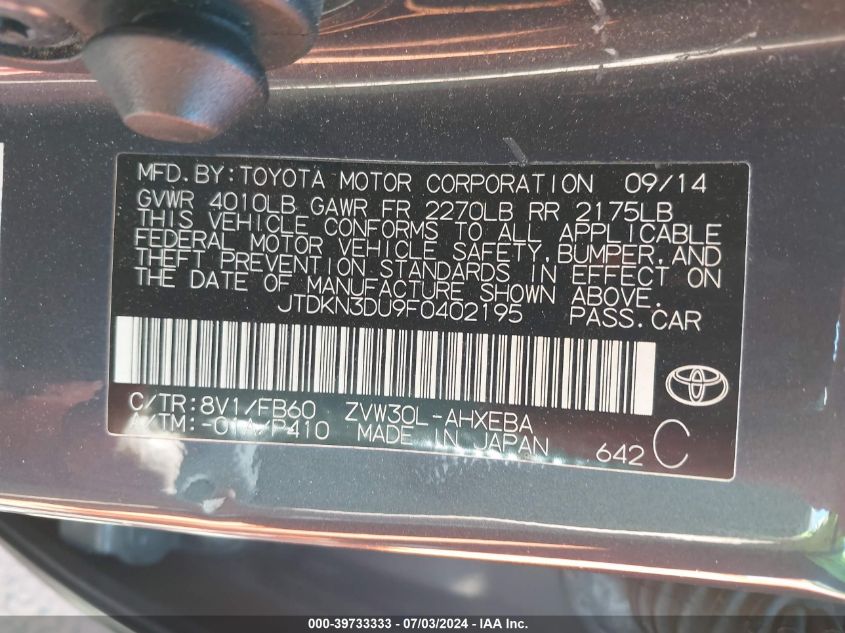 MFD. BY: TOYOTA MOTOR CORPORATION 09/14
GVWR 4010LB GAWR FR 2270LB RR 2175LB
THIS VEHICLE CONFORMS TO ALL APPLICABLE
FEDERAL MOTOR VEHICLE SAFETY, BUMPER, AND
THEFT PREVENTION STANDARDS IN EFFECT ON
THE DATE OF MANUFACTURE SHOWN ABOVE.
JTDKN3DU9F0402195 PASS.CAR
C/TR:8V1/FB60 ZVW30L-AHXEBA
A/TM:-01A/P410 MADE IN JAPAN
642 C
000-39733333 - 07/03/2024 - IAA Inc.